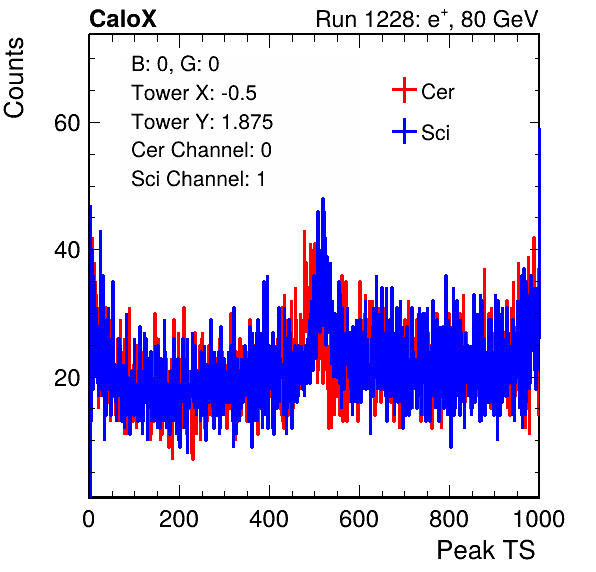 CaloX Run 1228: e⁺, 80 GeV
Counts
B: 0, G: 0
Tower X: -0.5
Tower Y: 1.875
Cer Channel: 0
Sci Channel: 1
Cer
Sci
60
40
20
0 200 400 600 800 1000
Peak TS